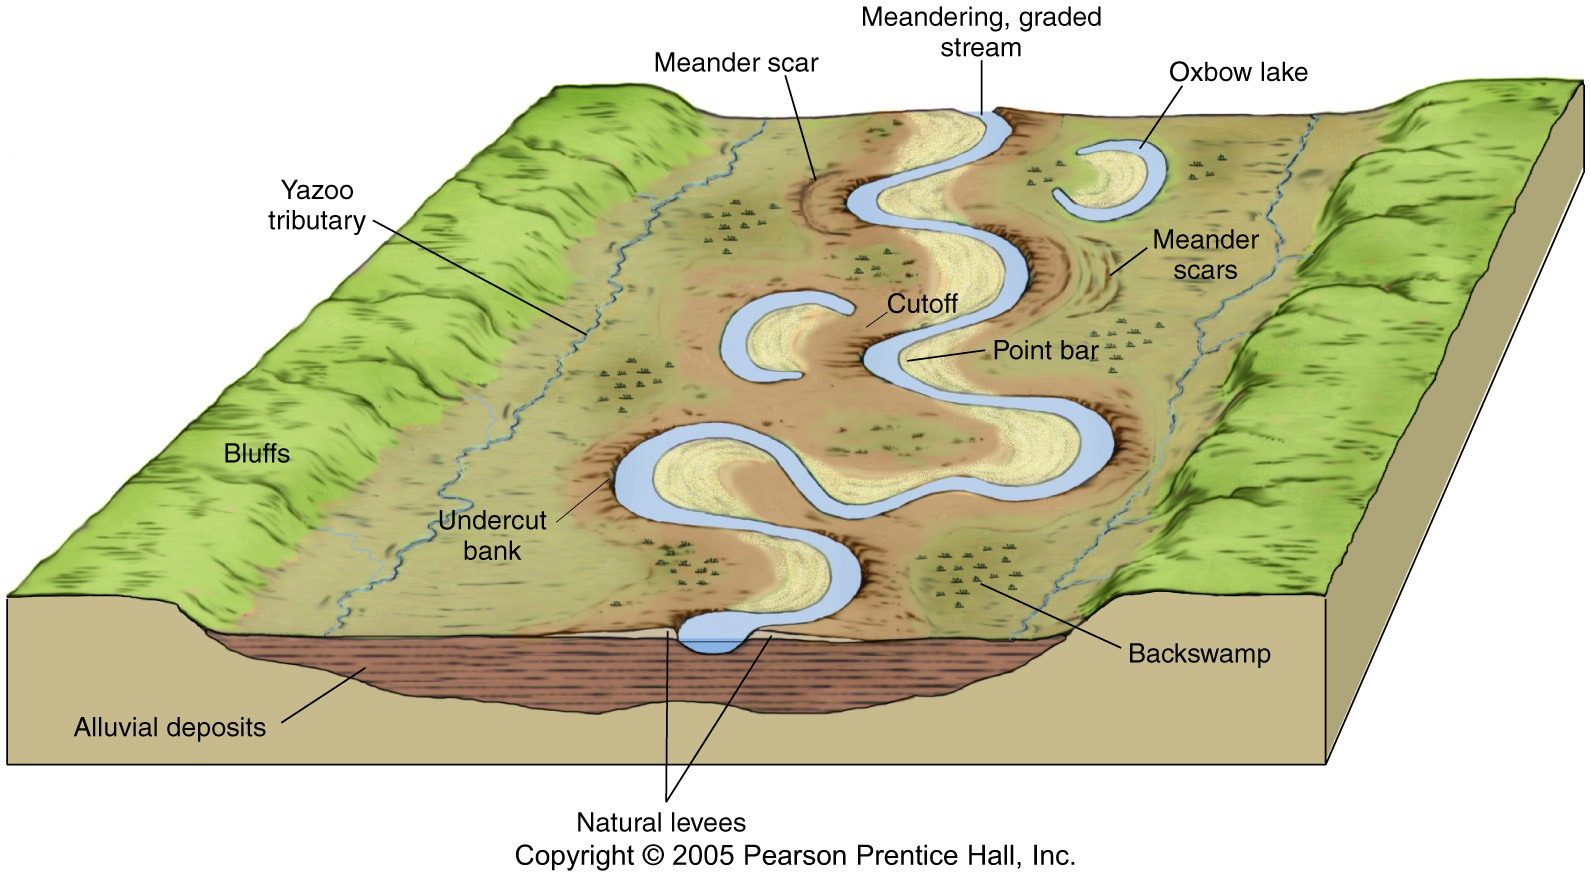 Meandering, graded
stream
Meander scar
Oxbow lake
Yazoo
tributary
Meander
scars
Cutoff
Point bar
Bluffs
Undercut
bank
Backswamp
Alluvial deposits
Natural levees
Copyright © 2005 Pearson Prentice Hall, Inc.